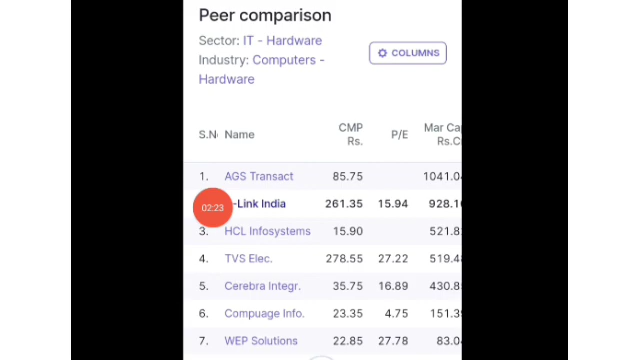 Peer comparison
Sector: IT - Hardware
Industry: Computers -
Hardware
COLUMNS
S.N Name CMP Rs. P/E Mar Ca Rs.C
1. AGS Transact 85.75 1041.0
02:23 -Link India 261.35 15.94 928.1
3. HCL Infosystems 15.90 521.8
4. TVS Elec. 278.55 27.22 519.4
5. Cerebra Integr. 35.75 16.89 430.8
6. Compuage Info. 23.35 4.75 151.3
7. WEP Solutions 22.85 27.78 83.0